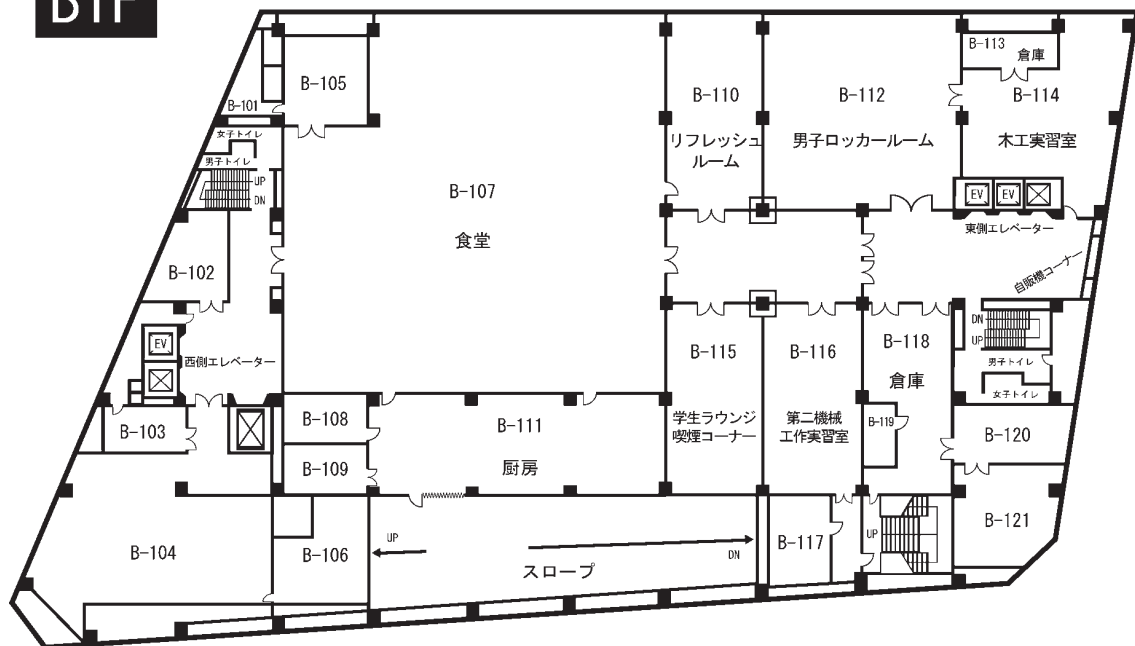 B1F
B-105
B-101
女子トイレ
男子トイレ
UP
DN
B-107
食堂
B-110
リフレッシュ
ルーム
B-112
男子ロッカールーム
B-113
倉庫
B-114
木工実習室
EV
EV
東側エレベーター
自販機コーナー
B-102
EV
西側エレベーター
B-103
B-108
B-109
B-111
厨房
B-115
学生ラウンジ
喫煙コーナー
B-116
第二機械
工作実習室
B-118
倉庫
B-119
DN
UP
男子トイレ
女子トイレ
B-120
B-121
B-104
B-106
UP
スロープ
DN
B-117
UP